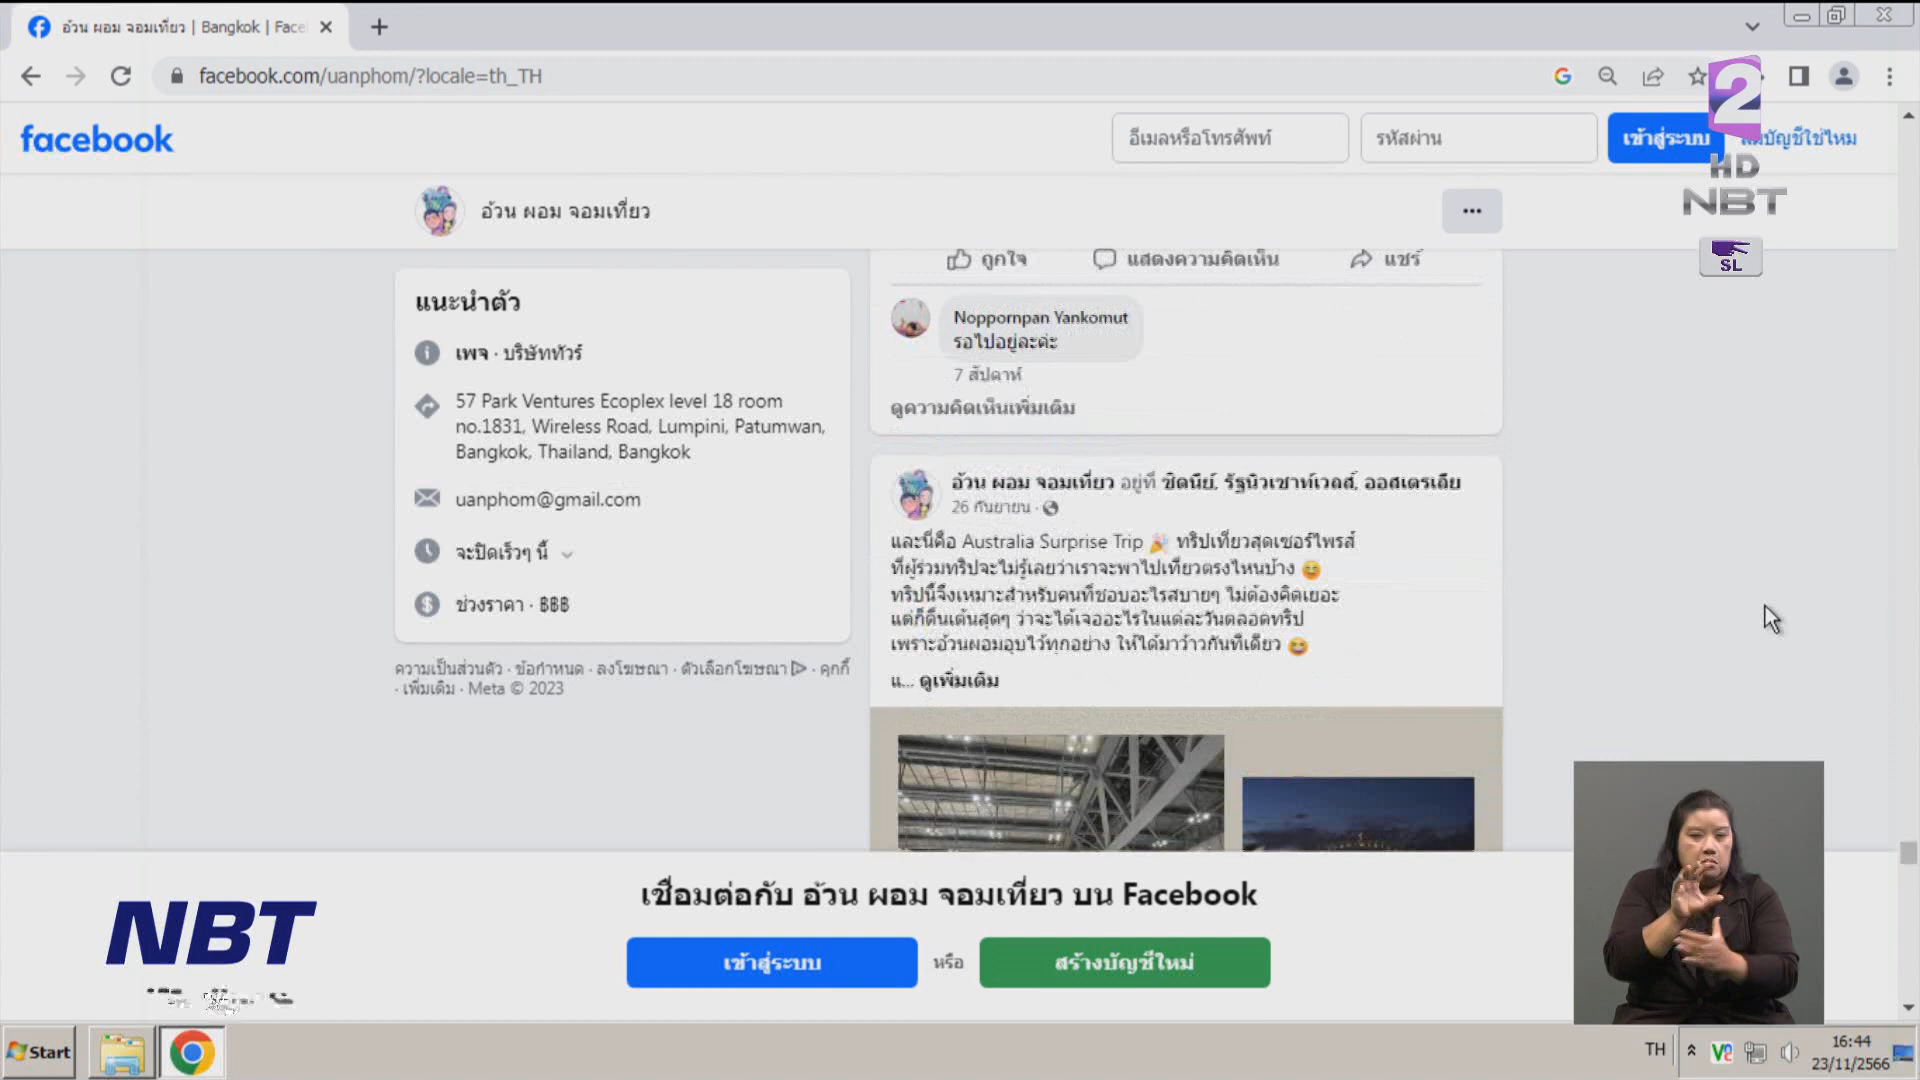 อ้วน ผอม จอมเที่ยว | Bangkok | Face
facebook.com/uanphom/?locale=th_TH
facebook
อีเมลหรือโทรศัพท์
รหัสผ่าน
เข้าสู่ระบบ
บัญชีใช่ไหม
2
HD
NBT
SL
อ้วน ผอม จอมเที่ยว
แนะนำตัว
เพจ · บริษัททัวร์
57 Park Ventures Ecoplex level 18 room
no.1831, Wireless Road, Lumpini, Patumwan,
Bangkok, Thailand, Bangkok
uanphom@gmail.com
จะปิดเร็วๆ นี้
ช่วงราคา · ฿฿฿
ความเป็นส่วนตัว · ข้อกำหนด · ลงโฆษณา · ตัวเลือกโฆษณา · คุกกี้
· เพิ่มเติม · Meta © 2023
ถูกใจ
แสดงความคิดเห็น
แชร์
Noppornpan Yankomut
รอไปอยู่ละค่ะ
7 สัปดาห์
ดูความคิดเห็นเพิ่มเติม
อ้วน ผอม จอมเที่ยว อยู่ที่ ซิดนีย์, รัฐนิวเซาท์เวลส์, ออสเตรเลีย
26 กันยายน ·
และนี่คือ Australia Surprise Trip 🎉 ทริปเที่ยวสุดเซอร์ไพรส์
ที่ผู้ร่วมทริปจะไม่รู้เลยว่าเราจะพาไปเที่ยวตรงไหนบ้าง 😆
ทริปนี้จึงเหมาะสำหรับคนที่ชอบอะไรสบายๆ ไม่ต้องคิดเยอะ
แต่ก็ตื่นเต้นสุดๆ ว่าจะได้เจออะไรในแต่ละวันตลอดทริป
เพราะอ้วนผอมอุบไว้ทุกอย่าง ให้ได้มาว้าวกันทีเดียว 😆
แ... ดูเพิ่มเติม
เชื่อมต่อกับ อ้วน ผอม จอมเที่ยว บน Facebook
เข้าสู่ระบบ
หรือ
สร้างบัญชีใหม่
NBT
Start
TH
16:44
23/11/2566